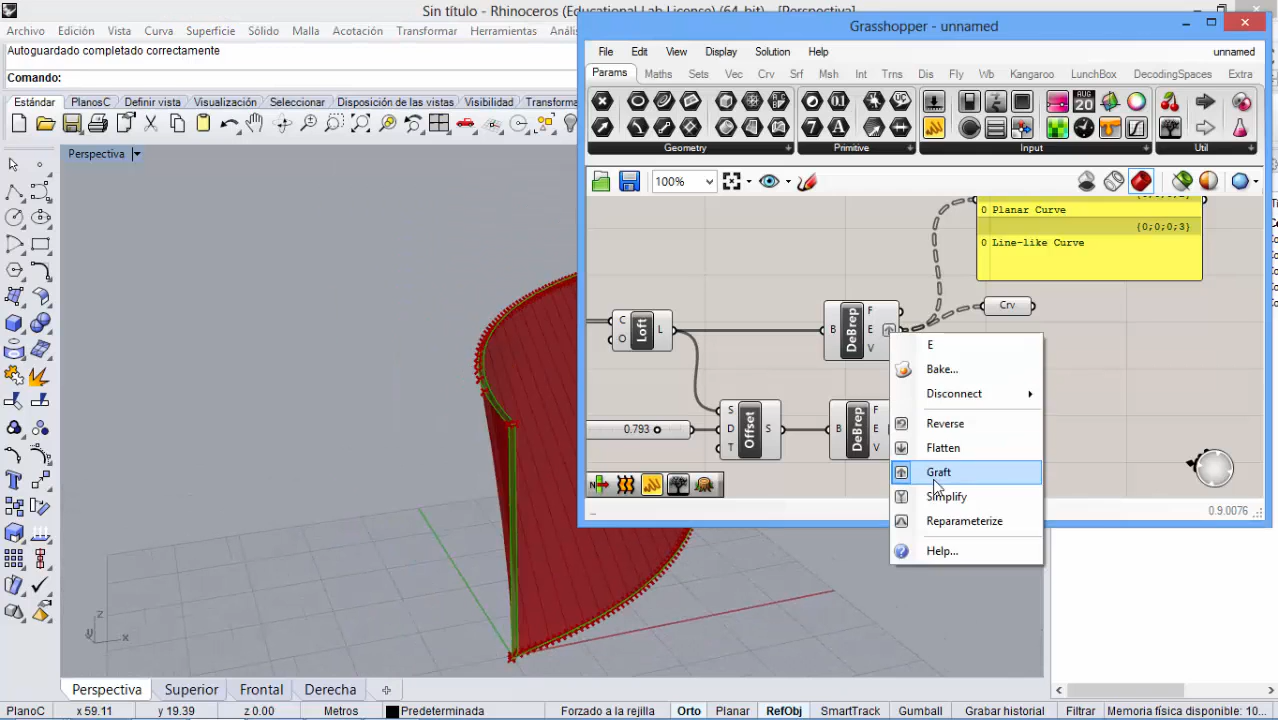 Sin título - Rhinoceros (Educational Lab License) (64-bit) - [Perspectiva]
Archivo Edición Vista Curva Superficie Sólido Malla Acotación Transformar Herramientas
Autoguardado completado correctamente
Comando:
Estándar PlanosC Definir vista Visualización Seleccionar Disposición de las vistas Visibilidad
Perspectiva
Grasshopper - unnamed
File Edit View Display Solution Help unnamed
Params Maths Sets Vec Crv Srf Msh Int Trns Dis Fly Wb Kangaroo LunchBox DecodingSpaces Extra
Geometry Primitive Input Util
100%
0 Planar Curve
{0;0;0;3}
0 Line-like Curve
Crv
C O Loft L
B DeBrep F E V
S D T Offset S
0.793
B DeBrep F E
E
Bake...
Disconnect
Reverse
Flatten
Graft
Simplify
Reparameterize
Help...
0.9.0076
z
y x
Perspectiva Superior Frontal Derecha
PlanoC x 59.11 y 19.39 z 0.00 Metros Predeterminada Forzado a la rejilla Orto Planar RefObj SmartTrack Gumball Grabar historial Filtrar Memoria física disponible: 10...